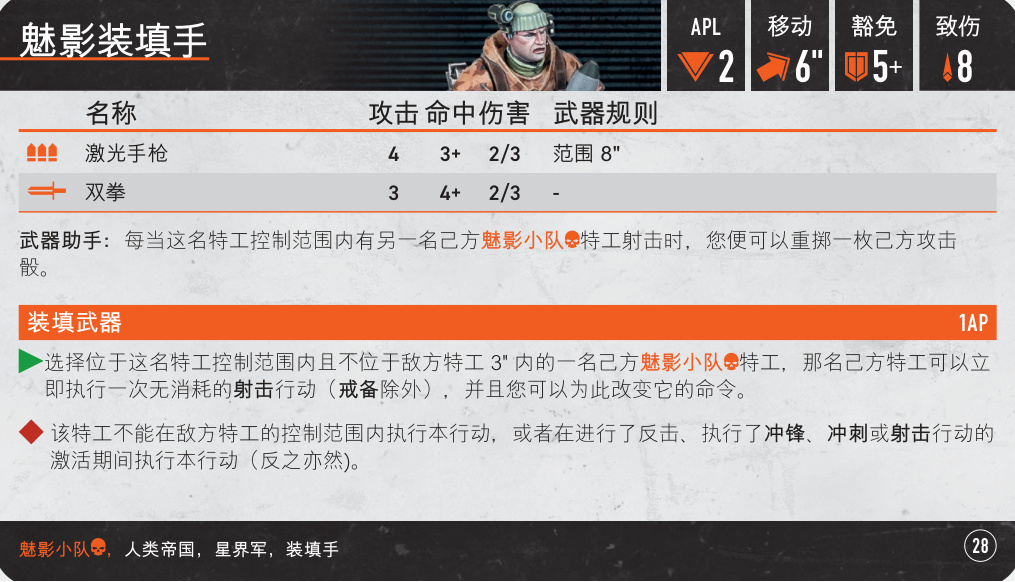 魅影装填手
APL 移动 豁免 致伤
2 6" 5+ 8
名称 攻击 命中 伤害 武器规则
激光手枪 4 3+ 2/3 范围 8"
双拳 3 4+ 2/3 -
武器助手：每当这名特工控制范围内有另一名己方魅影小队特工射击时，您便可以重掷一枚己方攻击
骰。
装填武器 1AP
选择位于这名特工控制范围内且不位于敌方特工 3" 内的一名己方魅影小队特工，那名己方特工可以立
即执行一次无消耗的射击行动（戒备除外），并且您可以为此改变它的命令。
该特工不能在敌方特工的控制范围内执行本行动，或者在进行了反击、执行了冲锋、冲刺或射击行动的
激活期间执行本行动（反之亦然)。
魅影小队，人类帝国，星界军，装填手
28